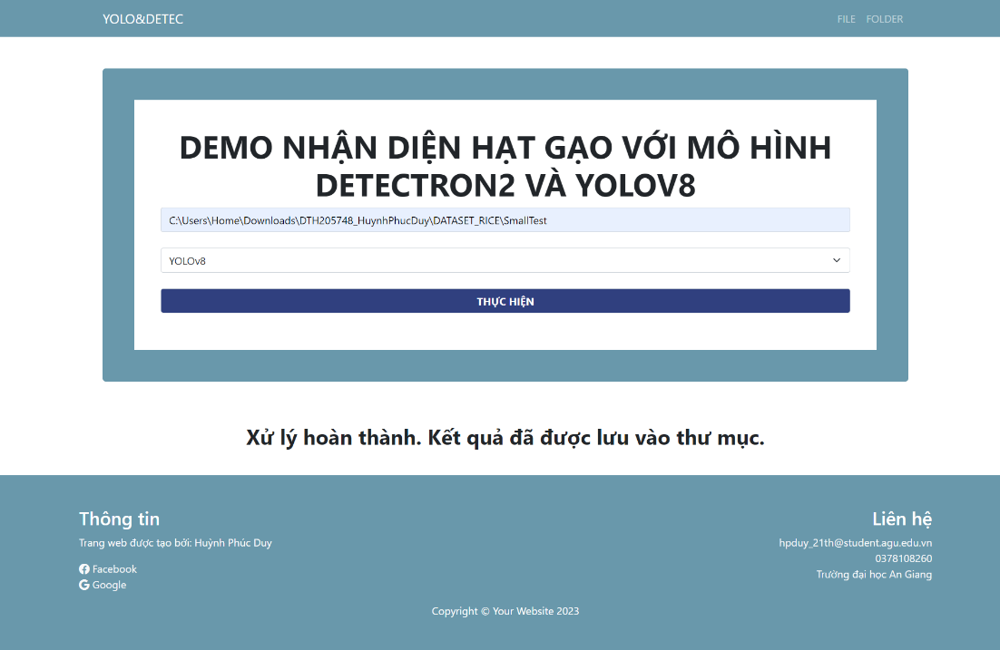 YOLO&DETEC
FILE FOLDER
DEMO NHẬN DIỆN HẠT GẠO VỚI MÔ HÌNH
DETECTRON2 VÀ YOLOV8
C:\Users\Home\Downloads\DTH205748_HuynhPhucDuy\DATASET_RICE\SmallTest
YOLOv8
THỰC HIỆN
Xử lý hoàn thành. Kết quả đã được lưu vào thư mục.
Thông tin
Trang web được tạo bởi: Huỳnh Phúc Duy
Facebook
Google
Liên hệ
hpduy_21th@student.agu.edu.vn
0378108260
Trường đại học An Giang
Copyright © Your Website 2023